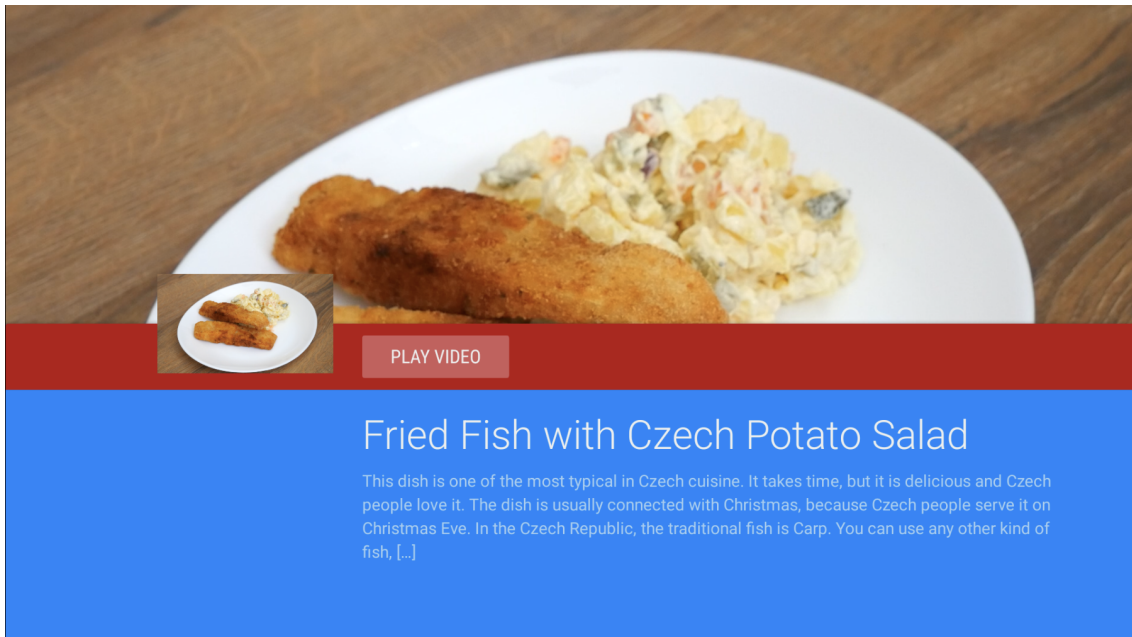 PLAY VIDEO
Fried Fish with Czech Potato Salad
This dish is one of the most typical in Czech cuisine. It takes time, but it is delicious and Czech
people love it. The dish is usually connected with Christmas, because Czech people serve it on
Christmas Eve. In the Czech Republic, the traditional fish is Carp. You can use any other kind of
fish, [...]